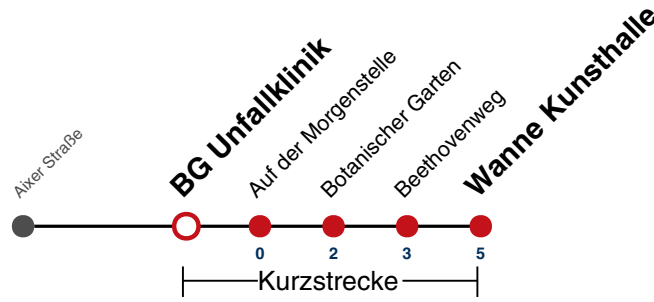 Aixer Straße
BG Unfallklinik
Auf der Morgenstelle
Botanischer Garten
Beethovenweg
Wanne Kunsthalle
0 2 3 5
Kurzstrecke